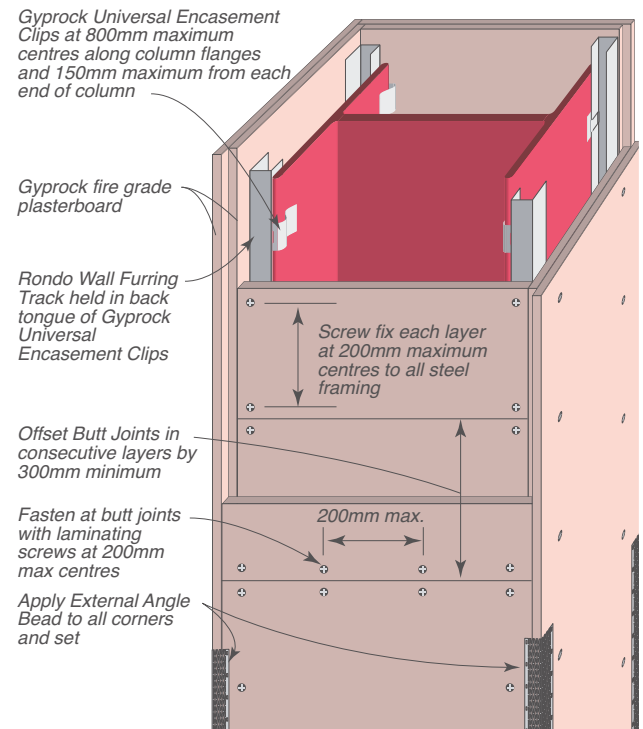 Gyprock Universal Encasement
Clips at 800mm maximum
centres along column flanges
and 150mm maximum from each
end of column
Gyprock fire grade
plasterboard
Rondo Wall Furring
Track held in back
tongue of Gyprock
Universal
Encasement Clips
Screw fix each layer
at 200mm maximum
centres to all steel
framing
Offset Butt Joints in
consecutive layers by
300mm minimum
Fasten at butt joints
with laminating
screws at 200mm
max centres
200mm max.
Apply External Angle
Bead to all corners
and set